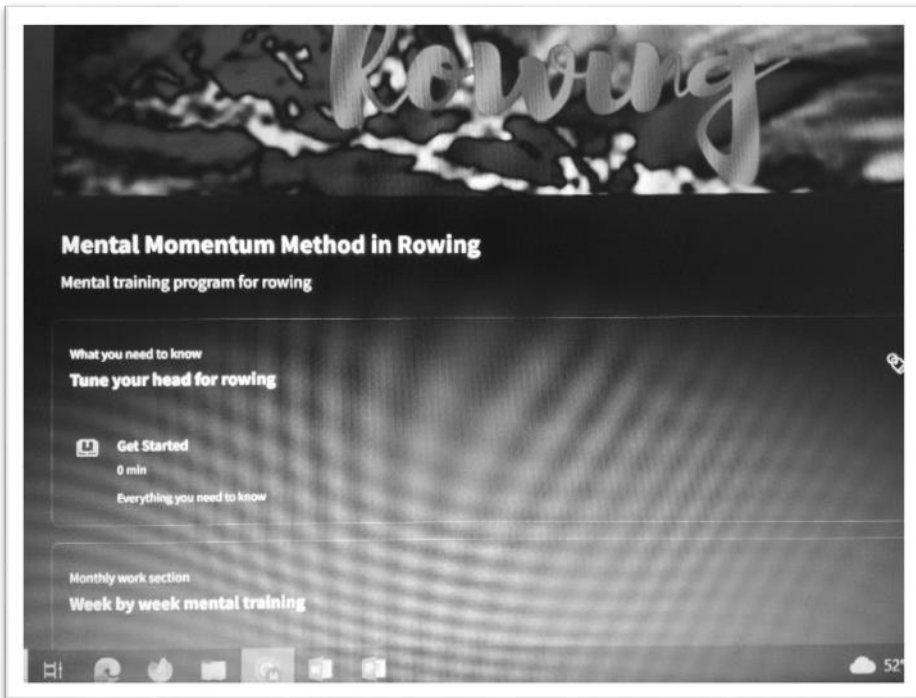 Rowing
Mental Momentum Method in Rowing
Mental training program for rowing
What you need to know
Tune your head for rowing
Get Started
0 min
Everything you need to know
Monthly work section
Week by week mental training
52°